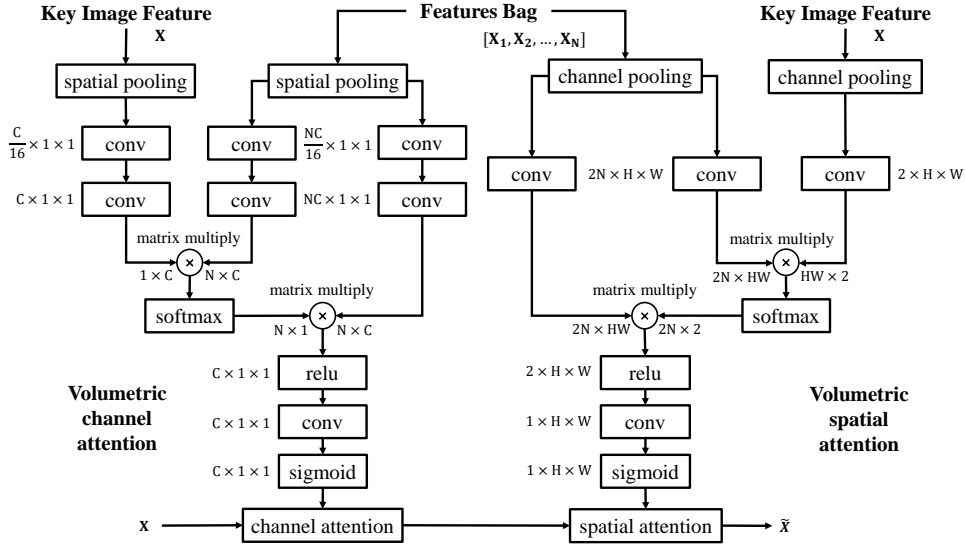 Key Image Feature
Features Bag
Key Image Feature
X
[X₁, X₂, …, X_N]
X
spatial pooling
spatial pooling
channel pooling
channel pooling
C/16 × 1 × 1
conv
conv
NC/16 × 1 × 1
conv
conv
2N × H × W
conv
conv
2 × H × W
C × 1 × 1
conv
conv
NC × 1 × 1
conv
matrix multiply
matrix multiply
×
×
1 × C
N × C
2N × HW
HW × 2
softmax
matrix multiply
matrix multiply
softmax
×
×
N × 1
N × C
2N × HW
2N × 2
C × 1 × 1
relu
2 × H × W
relu
Volumetric
channel
attention
Volumetric
spatial
attention
C × 1 × 1
conv
1 × H × W
conv
C × 1 × 1
sigmoid
1 × H × W
sigmoid
X
channel attention
spatial attention
X̃